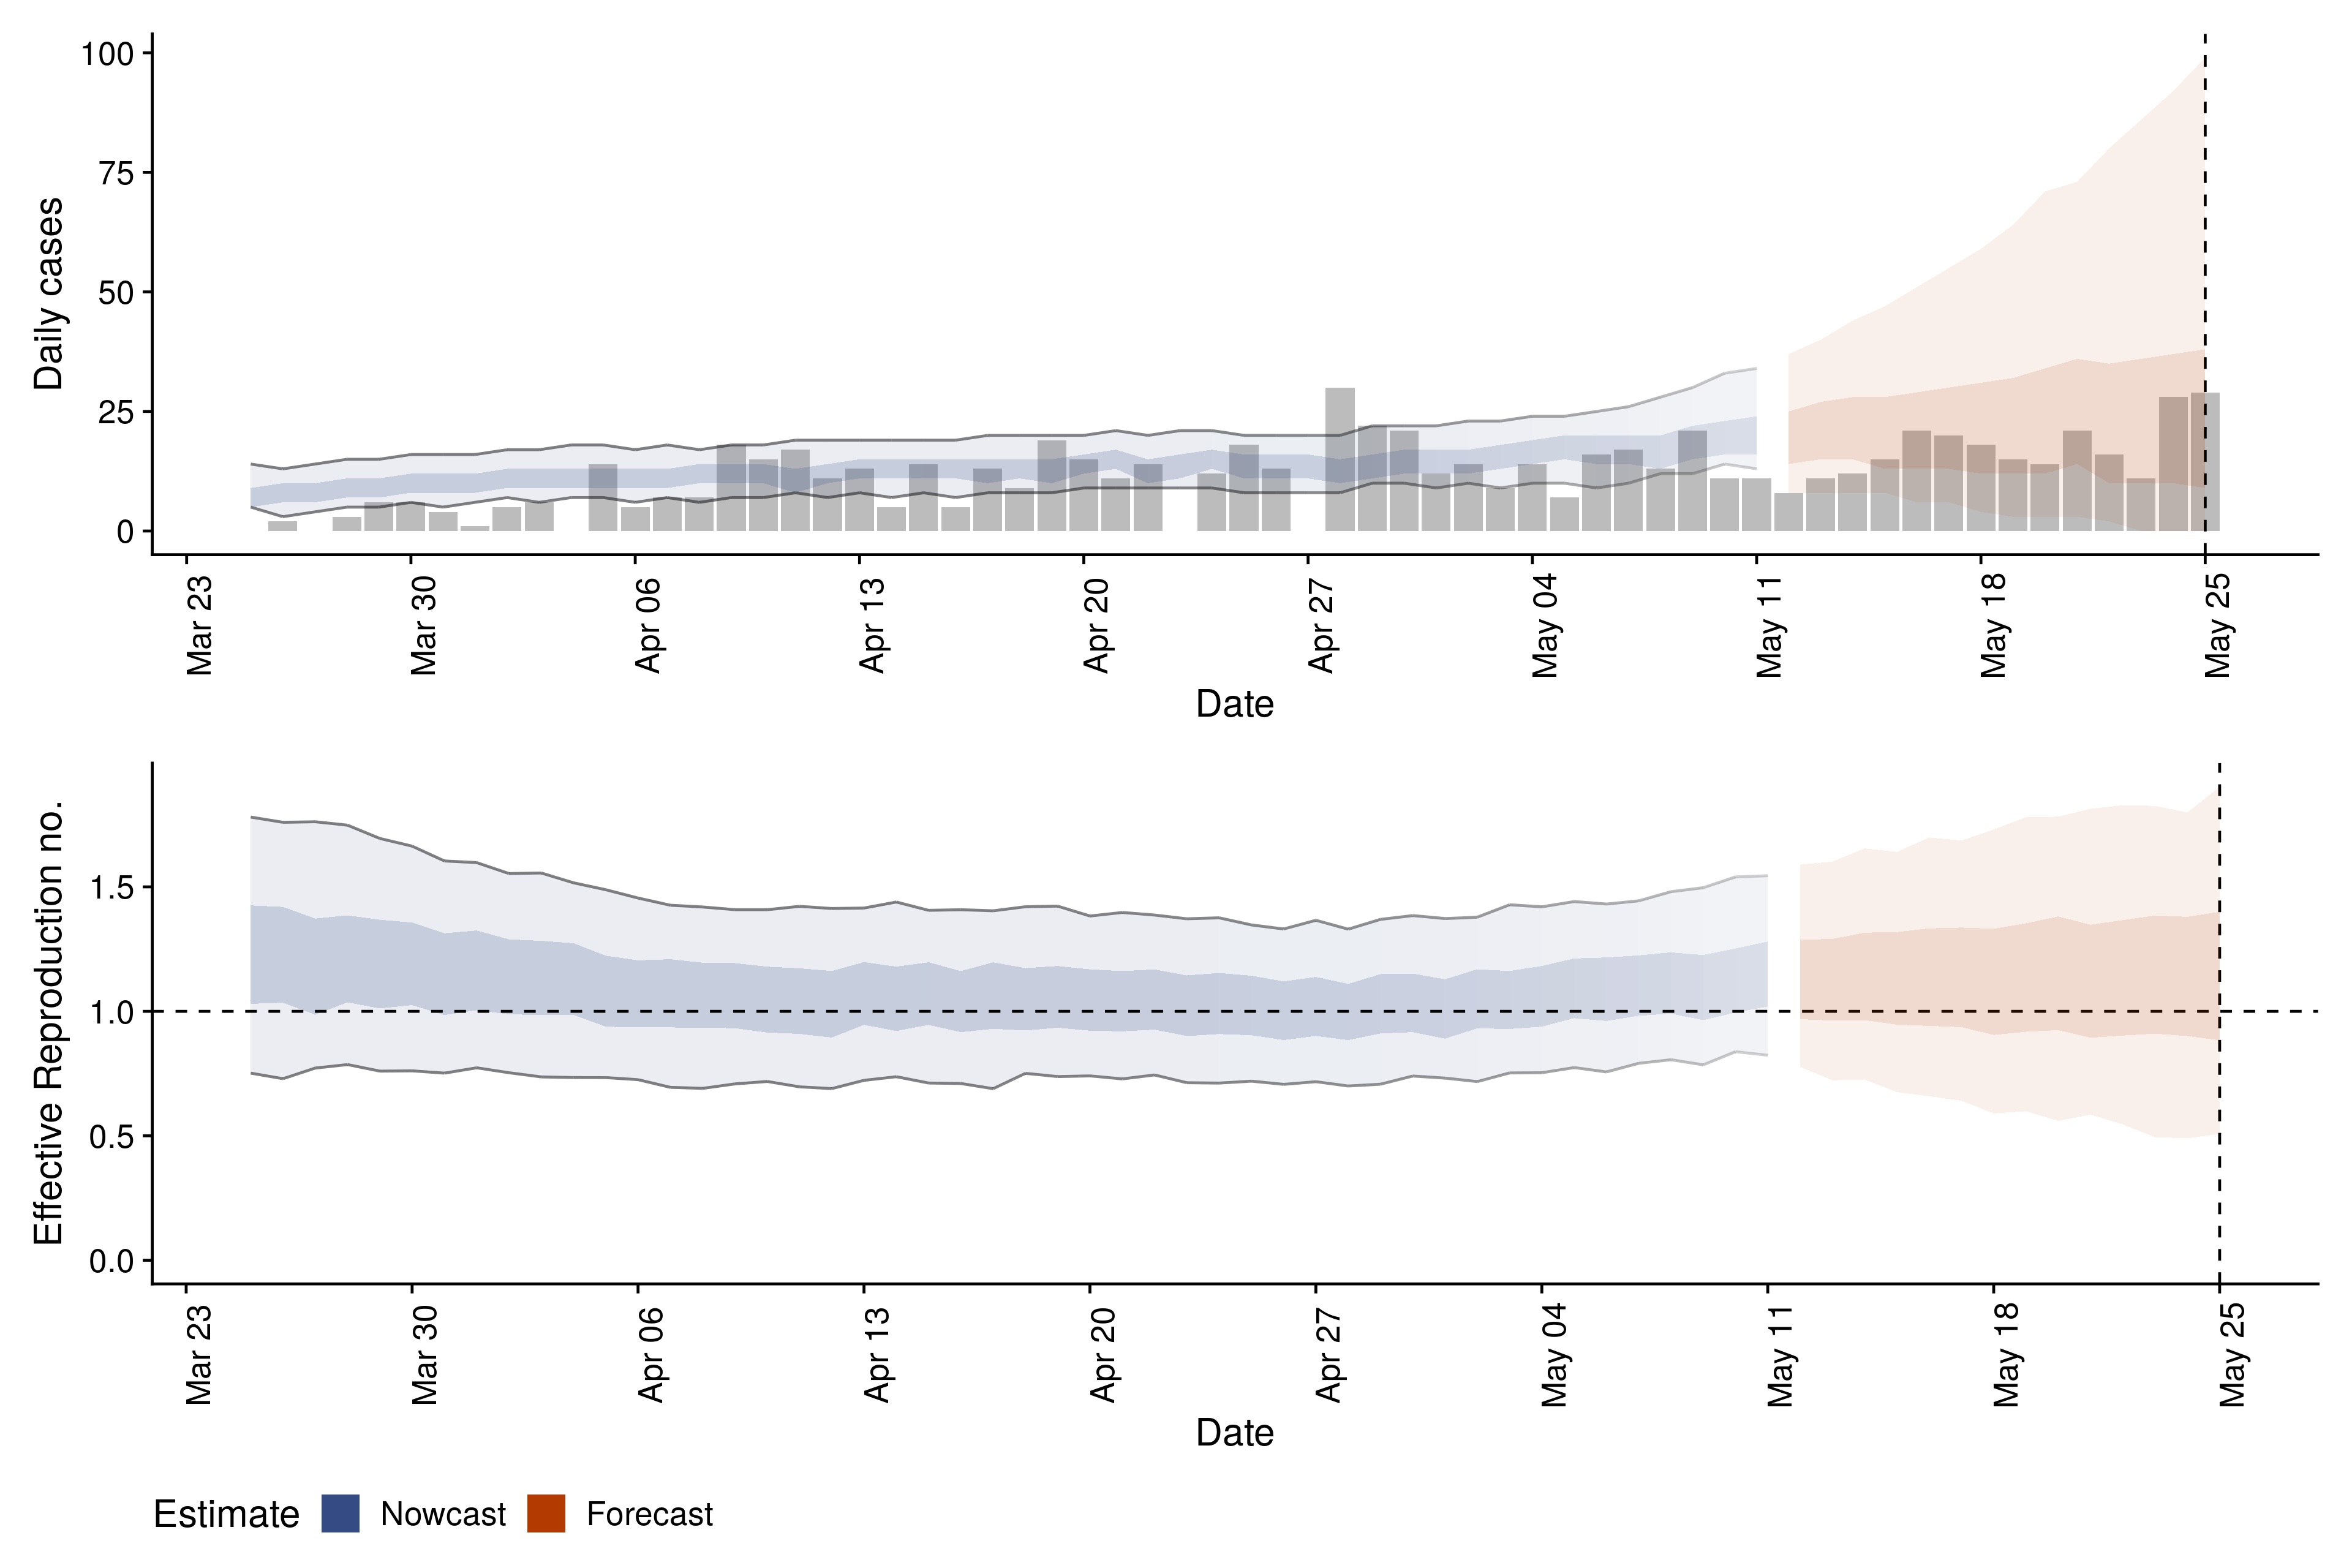 Daily cases
100
75
50
25
0
Mar 23
Mar 30
Apr 06
Apr 13
Apr 20
Apr 27
May 04
May 11
May 18
May 25
Date
Effective Reproduction no.
1.5
1.0
0.5
0.0
Mar 23
Mar 30
Apr 06
Apr 13
Apr 20
Apr 27
May 04
May 11
May 18
May 25
Date
Estimate Nowcast Forecast